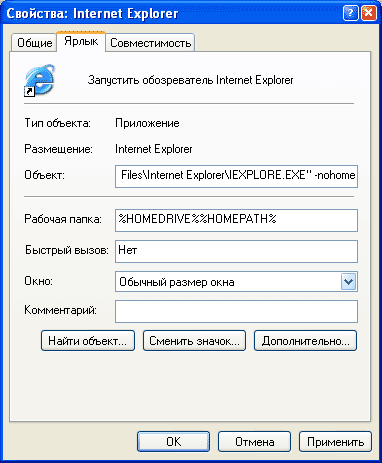 Свойства: Internet Explorer
Общие Ярлык Совместимость
Запустить обозреватель Internet Explorer
Тип объекта: Приложение
Размещение: Internet Explorer
Объект: Files\Internet Explorer\IEXPLORE.EXE" -nohome
Рабочая папка: %HOMEDRIVE%%HOMEPATH%
Быстрый вызов: Нет
Окно: Обычный размер окна
Комментарий:
Найти объект... Сменить значок... Дополнительно...
OK Отмена Применить